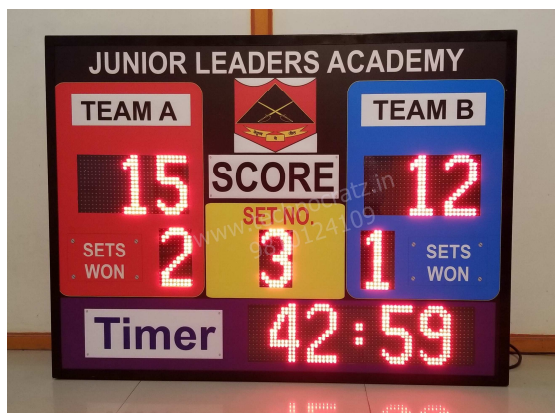 JUNIOR LEADERS ACADEMY
TEAM A
TEAM B
15
SCORE
12
SET NO.
SETS
WON
2
3
1
SETS
WON
Timer
42:59
9810124109